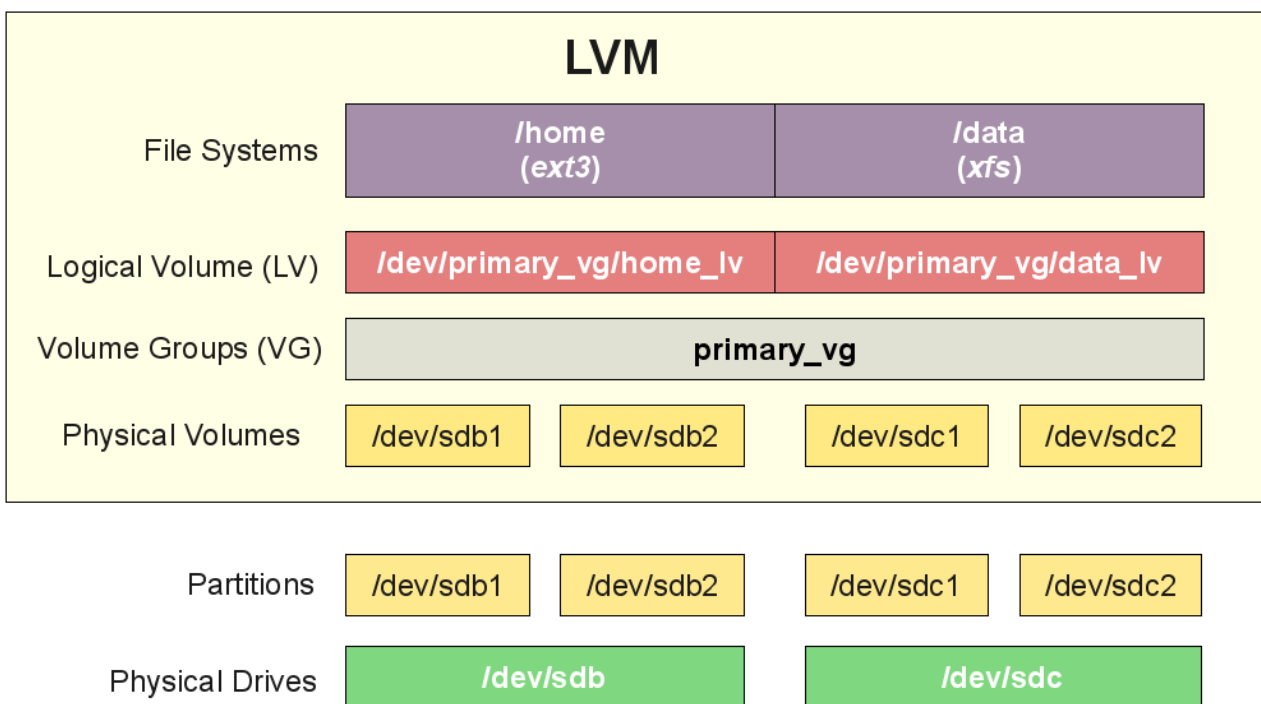 LVM
File Systems
/home
(ext3)
/data
(xfs)
Logical Volume (LV)
/dev/primary_vg/home_lv
/dev/primary_vg/data_lv
Volume Groups (VG)
primary_vg
Physical Volumes
/dev/sdb1
/dev/sdb2
/dev/sdc1
/dev/sdc2
Partitions
/dev/sdb1
/dev/sdb2
/dev/sdc1
/dev/sdc2
Physical Drives
/dev/sdb
/dev/sdc